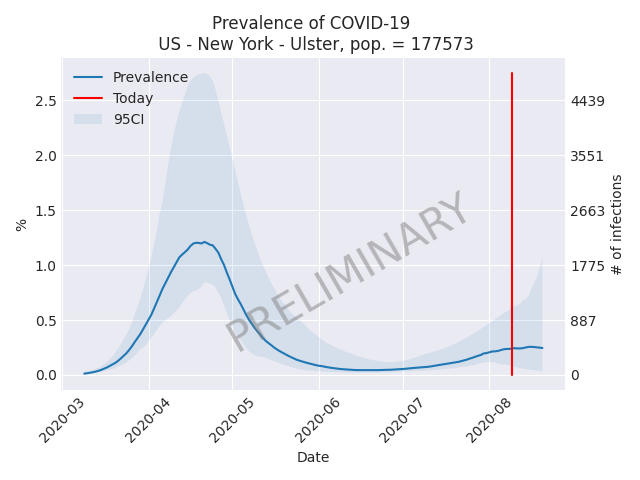 Prevalence of COVID-19
US - New York - Ulster, pop. = 177573
Prevalence
Today
95CI
PRELIMINARY
%
2.5
2.0
1.5
1.0
0.5
0.0
4439
3551
2663
1775
887
0
# of infections
2020-03
2020-04
2020-05
2020-06
2020-07
2020-08
Date